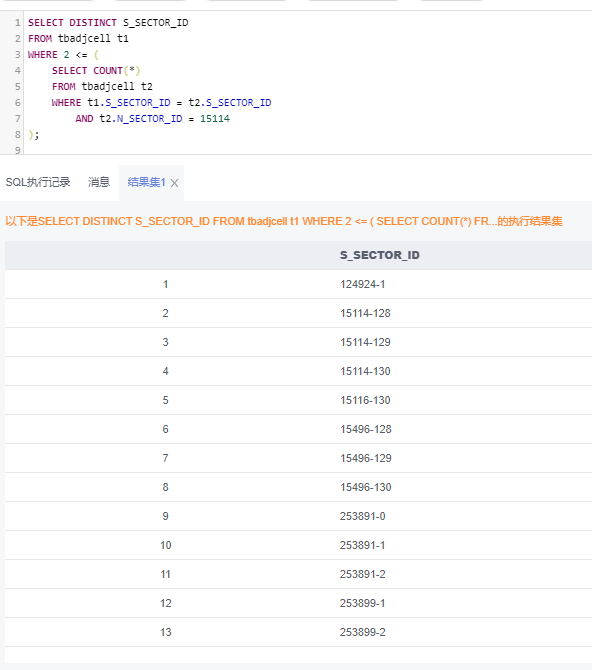 1 SELECT DISTINCT S_SECTOR_ID
2 FROM tbadjcell t1
3 WHERE 2 <= (
4 SELECT COUNT(*)
5 FROM tbadjcell t2
6 WHERE t1.S_SECTOR_ID = t2.S_SECTOR_ID
7 AND t2.N_SECTOR_ID = 15114
8 );
9
SQL执行记录 消息 结果集1 ×
以下是SELECT DISTINCT S_SECTOR_ID FROM tbadjcell t1 WHERE 2 <= ( SELECT COUNT(*) FR...的执行结果集
S_SECTOR_ID
1 124924-1
2 15114-128
3 15114-129
4 15114-130
5 15116-130
6 15496-128
7 15496-129
8 15496-130
9 253891-0
10 253891-1
11 253891-2
12 253899-1
13 253899-2